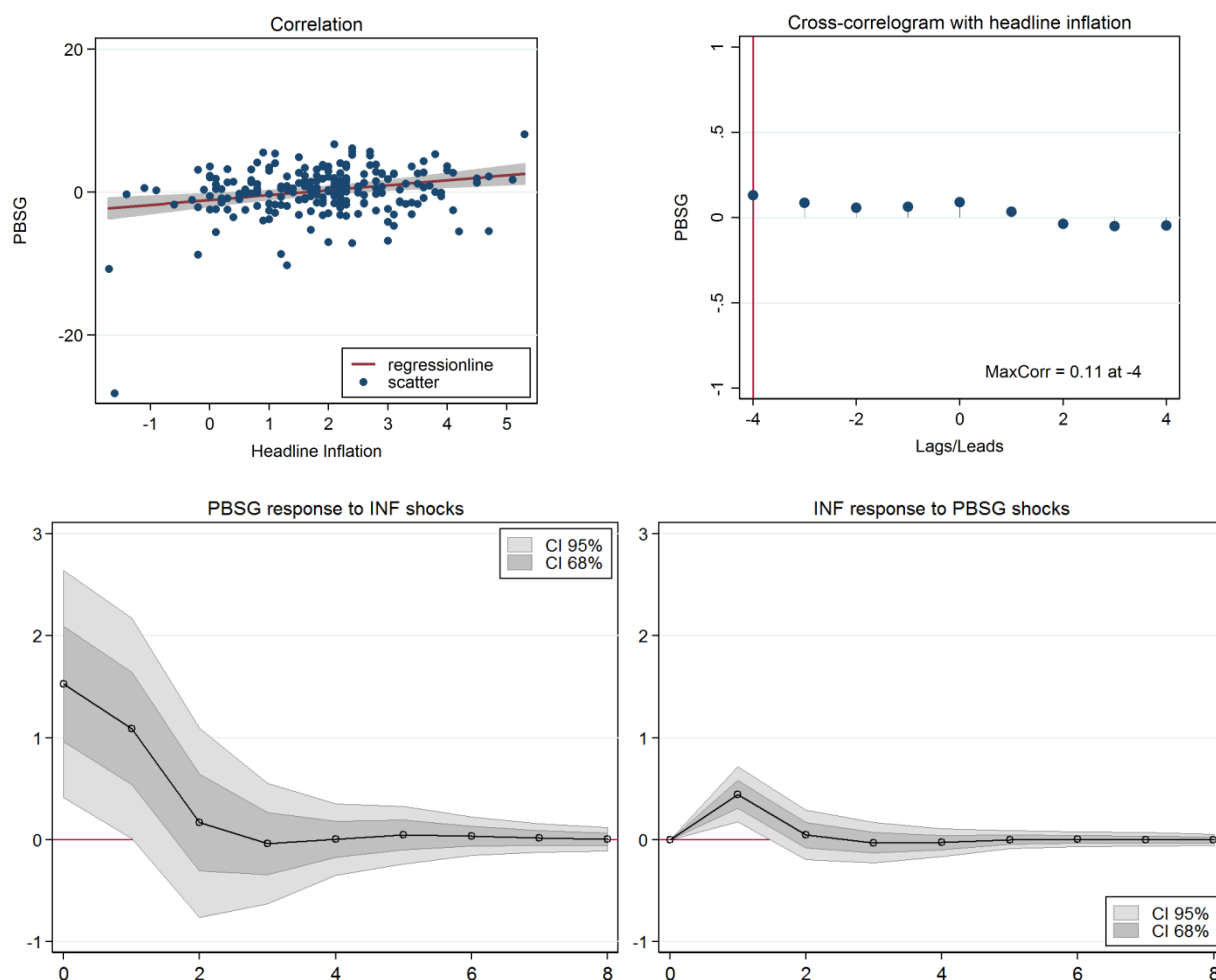 Correlation
20
0
-20
PBSG
-1 0 1 2 3 4 5
Headline Inflation
regressionline
scatter
Cross-correlogram with headline inflation
1
.5
0
-.5
-1
PBSG
MaxCorr = 0.11 at -4
-4 -2 0 2 4
Lags/Leads
PBSG response to INF shocks
CI 95%
CI 68%
3
2
1
0
-1
0 2 4 6 8
INF response to PBSG shocks
3
2
1
0
-1
CI 95%
CI 68%
0 2 4 6 8